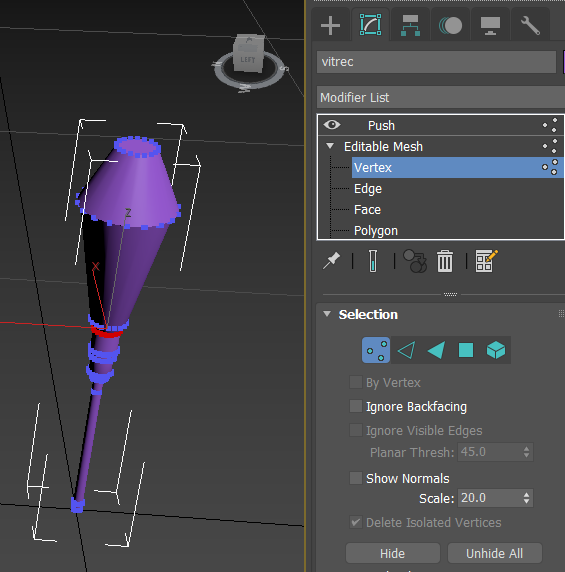 vitrec
Modifier List
Push
Editable Mesh
Vertex
Edge
Face
Polygon
Z
X
Selection
By Vertex
Ignore Backfacing
Ignore Visible Edges
Planar Thresh: 45.0
Show Normals
Scale: 20.0
Delete Isolated Vertices
Hide
Unhide All